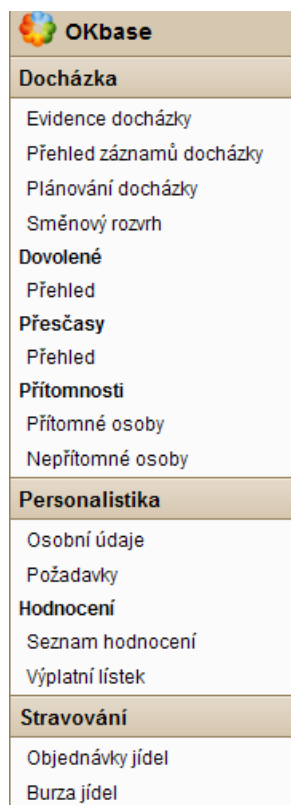 OKbase
Docházka
Evidence docházky
Přehled záznamů docházky
Plánování docházky
Směnový rozvrh
Dovolené
Přehled
Přesčasy
Přehled
Přítomnosti
Přítomné osoby
Nepřítomné osoby
Personalistika
Osobní údaje
Požadavky
Hodnocení
Seznam hodnocení
Výplatní lístek
Stravování
Objednávky jídel
Burza jídel